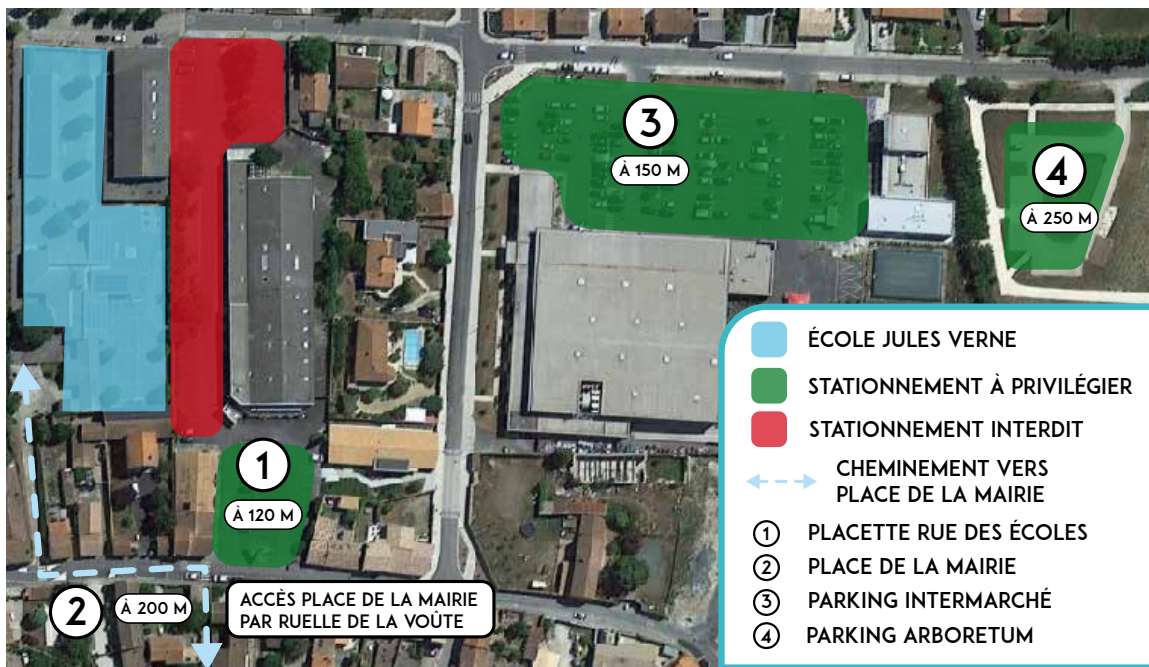 3
À 150 M
4
À 250 M
1
À 120 M
2
À 200 M
ACCÈS PLACE DE LA MAIRIE
PAR RUELLE DE LA VOÛTE
ÉCOLE JULES VERNE
STATIONNEMENT À PRIVILÉGIER
STATIONNEMENT INTERDIT
CHEMINEMENT VERS
PLACE DE LA MAIRIE
1 PLACETTE RUE DES ÉCOLES
2 PLACE DE LA MAIRIE
3 PARKING INTERMARCHÉ
4 PARKING ARBORETUM